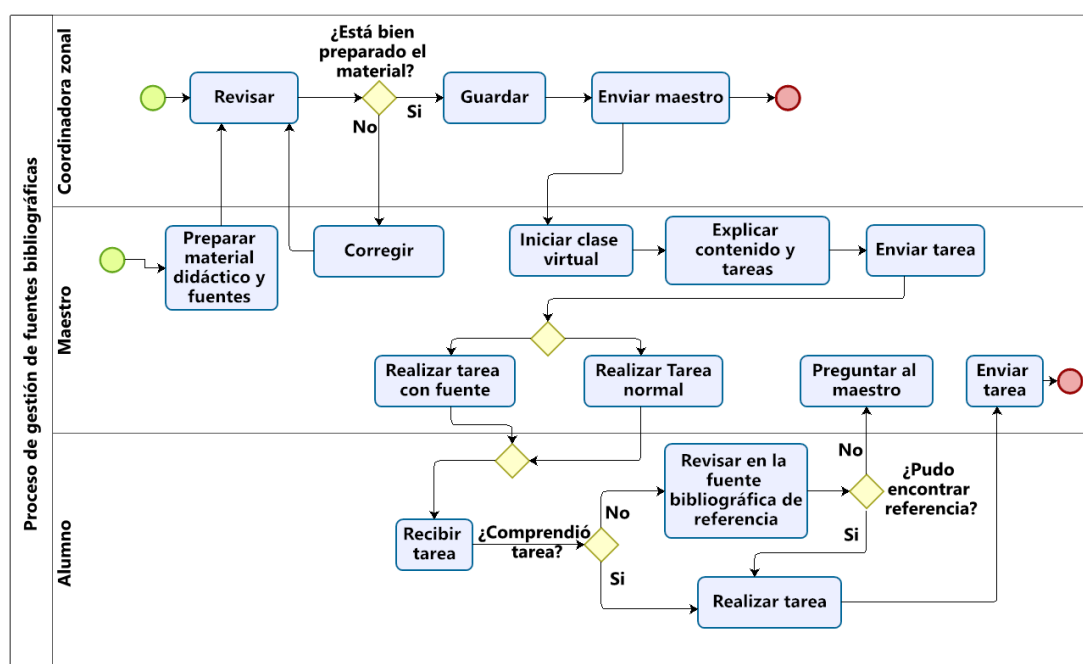 Proceso de gestión de fuentes bibliográficas
Coordinadora zonal
Revisar
¿Está bien
preparado el
material?
Si
No
Guardar
Enviar maestro
Maestro
Preparar
material
didáctico y
fuentes
Corregir
Iniciar clase
virtual
Explicar
contenido y
tareas
Enviar tarea
Realizar tarea
con fuente
Realizar Tarea
normal
Preguntar al
maestro
Enviar
tarea
Alumno
Recibir
tarea
¿Comprendió
tarea?
No
Si
Revisar en la
fuente
bibliográfica de
referencia
No
¿Pudo
encontrar
referencia?
Si
Realizar tarea